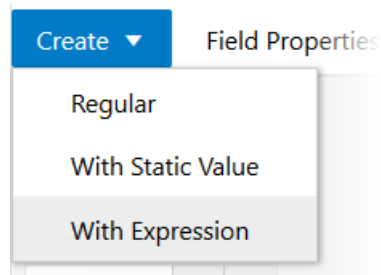 Create Field Properties
Regular
With Static Value
With Expression